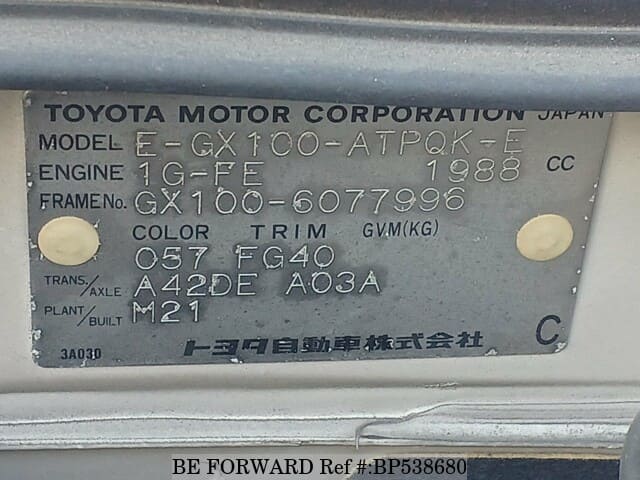 TOYOTA MOTOR CORPORATION JAPAN
MODEL E-GX100-ATPQK-E
ENGINE 1G-FE 1988 CC
FRAME No. GX100-6077996
COLOR TRIM GVM(KG)
057 FG40
TRANS./AXLE A42DE A03A
PLANT/BUILT M21
3A030 トヨタ自動車株式会社 C
BE FORWARD Ref #:BP538680